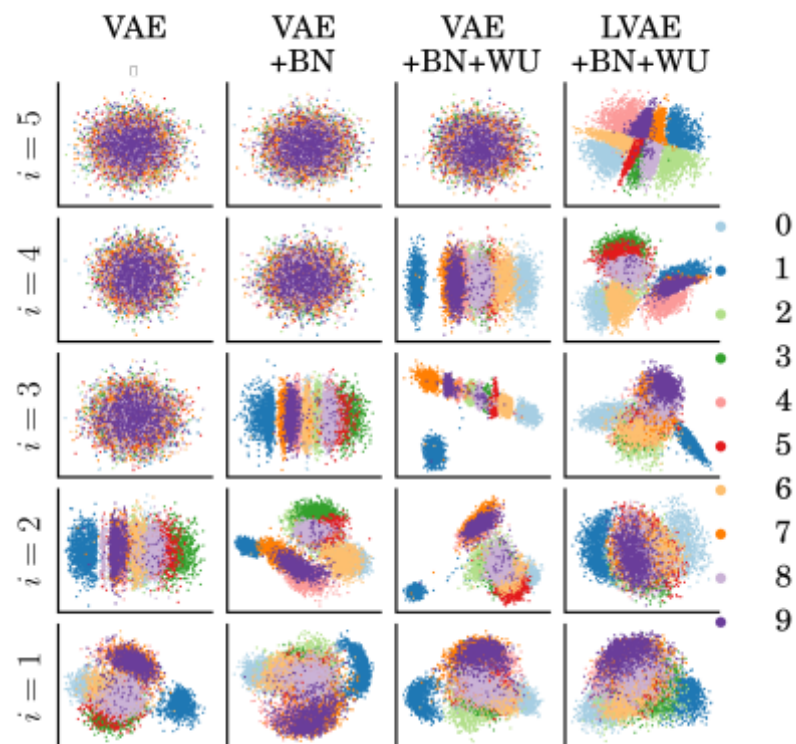 VAE VAE VAE LVAE
+BN +BN+WU +BN+WU
i = 5
i = 4
i = 3
i = 2
i = 1
0
1
2
3
4
5
6
7
8
9